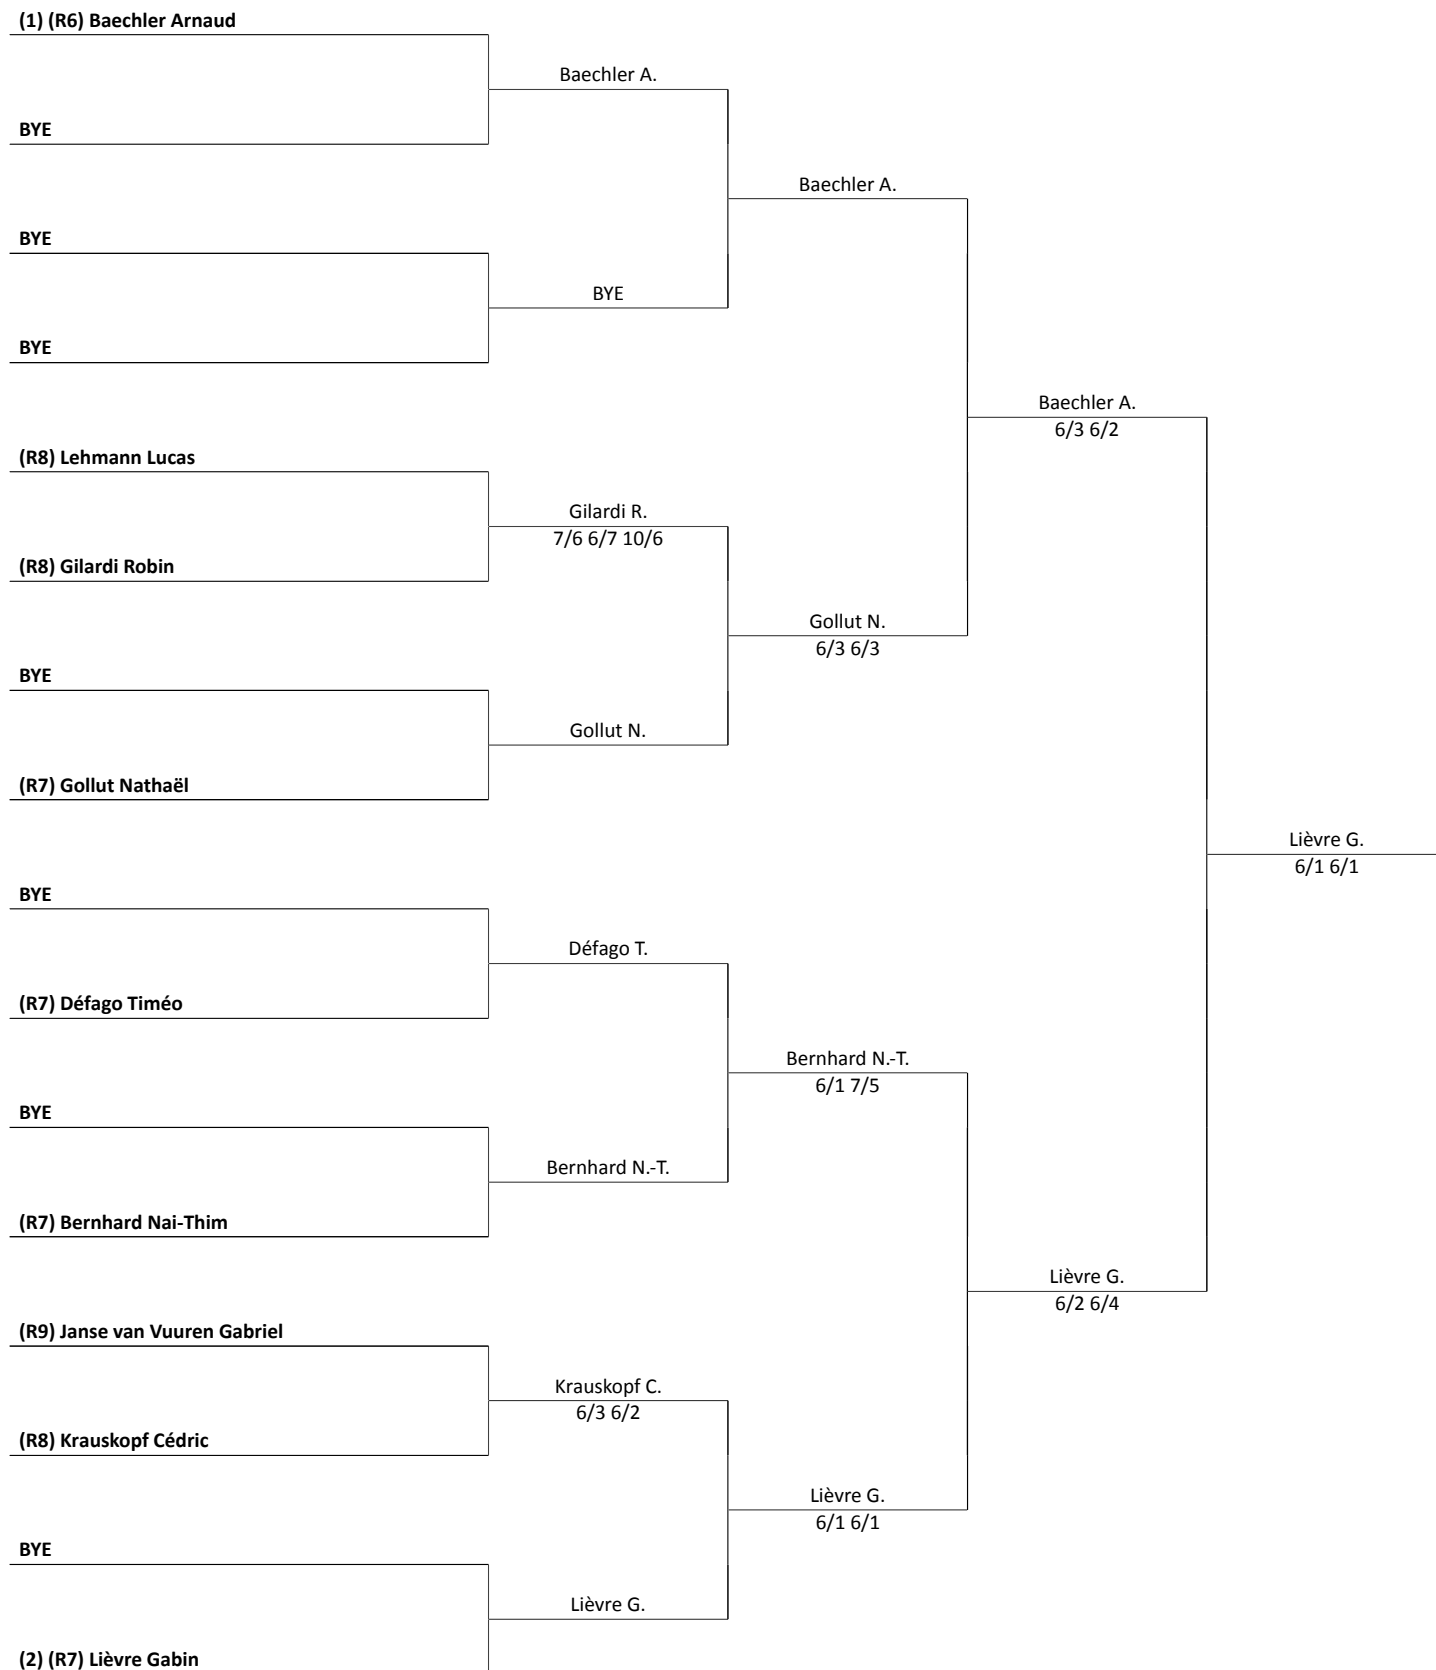 (1) (R6) Baechler Arnaud
Baechler A.
BYE
Baechler A.
BYE
BYE
BYE
Baechler A.
6/3 6/2
(R8) Lehmann Lucas
Gilardi R.
7/6 6/7 10/6
(R8) Gilardi Robin
Gollut N.
6/3 6/3
BYE
Gollut N.
(R7) Gollut Nathaël
Lièvre G.
6/1 6/1
BYE
Défago T.
(R7) Défago Timéo
Bernhard N.-T.
6/1 7/5
BYE
Bernhard N.-T.
(R7) Bernhard Nai-Thim
Lièvre G.
6/2 6/4
(R9) Janse van Vuuren Gabriel
Krauskopf C.
6/3 6/2
(R8) Krauskopf Cédric
Lièvre G.
6/1 6/1
BYE
Lièvre G.
(2) (R7) Lièvre Gabin